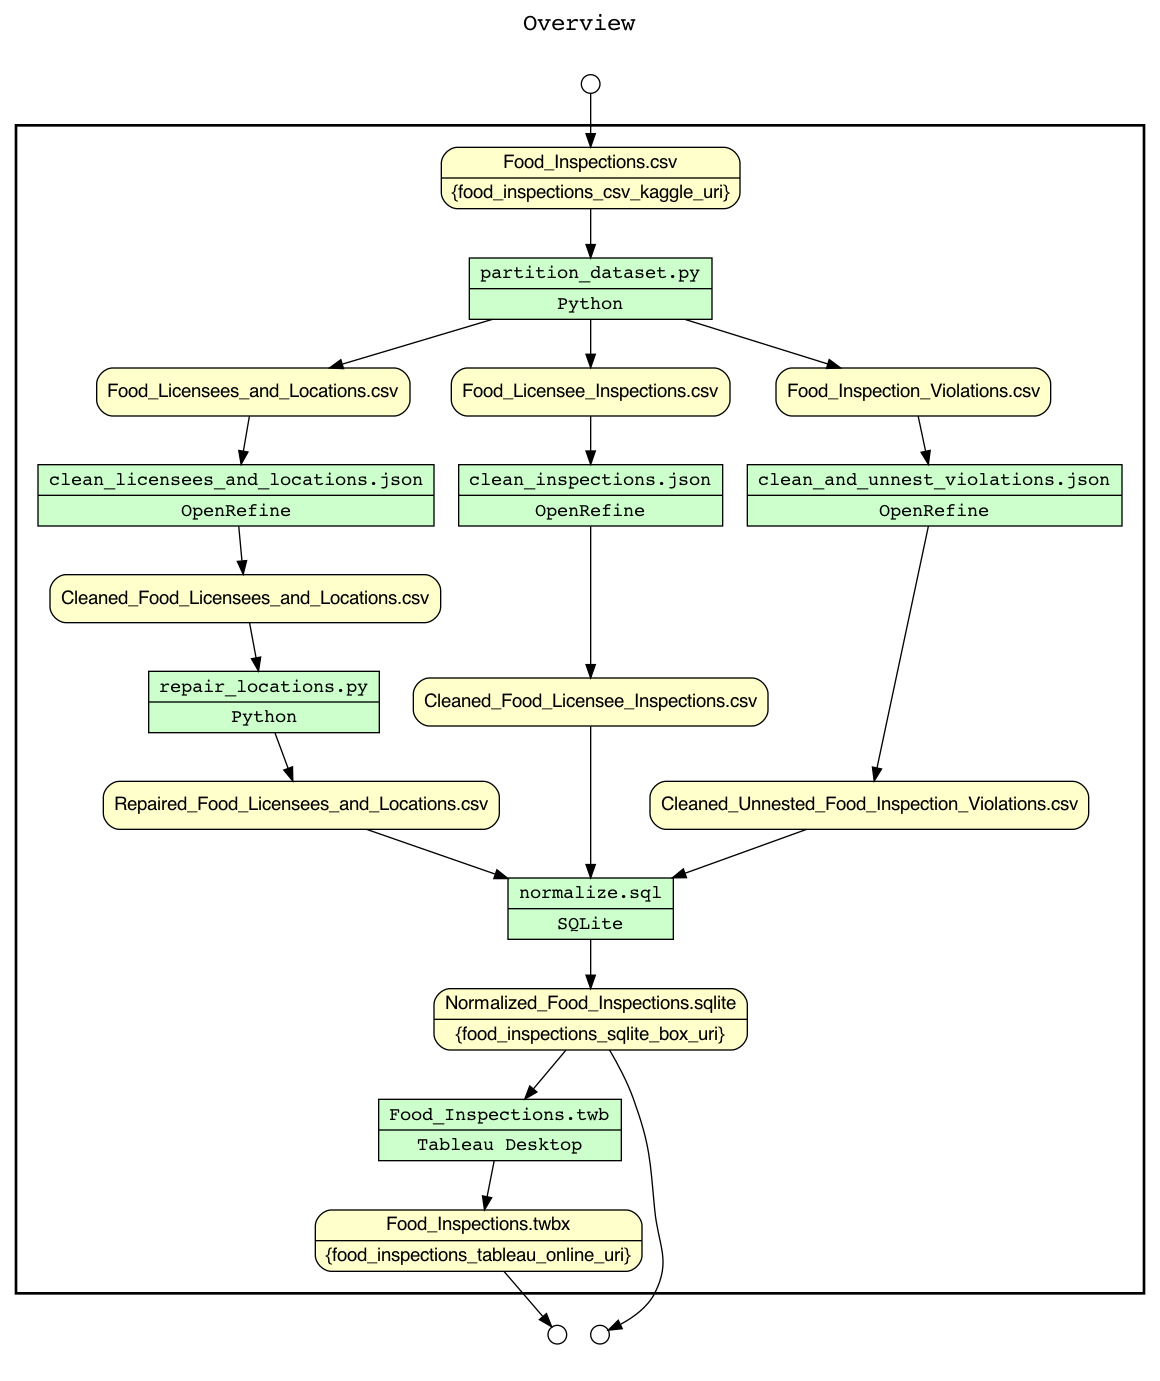 Overview
Food_Inspections.csv
{food_inspections_csv_kaggle_uri}
partition_dataset.py
Python
Food_Licensees_and_Locations.csv
Food_Licensee_Inspections.csv
Food_Inspection_Violations.csv
clean_licensees_and_locations.json
OpenRefine
clean_inspections.json
OpenRefine
clean_and_unnest_violations.json
OpenRefine
Cleaned_Food_Licensees_and_Locations.csv
repair_locations.py
Python
Cleaned_Food_Licensee_Inspections.csv
Repaired_Food_Licensees_and_Locations.csv
Cleaned_Unnested_Food_Inspection_Violations.csv
normalize.sql
SQLite
Normalized_Food_Inspections.sqlite
{food_inspections_sqlite_box_uri}
Food_Inspections.twb
Tableau Desktop
Food_Inspections.twbx
{food_inspections_tableau_online_uri}